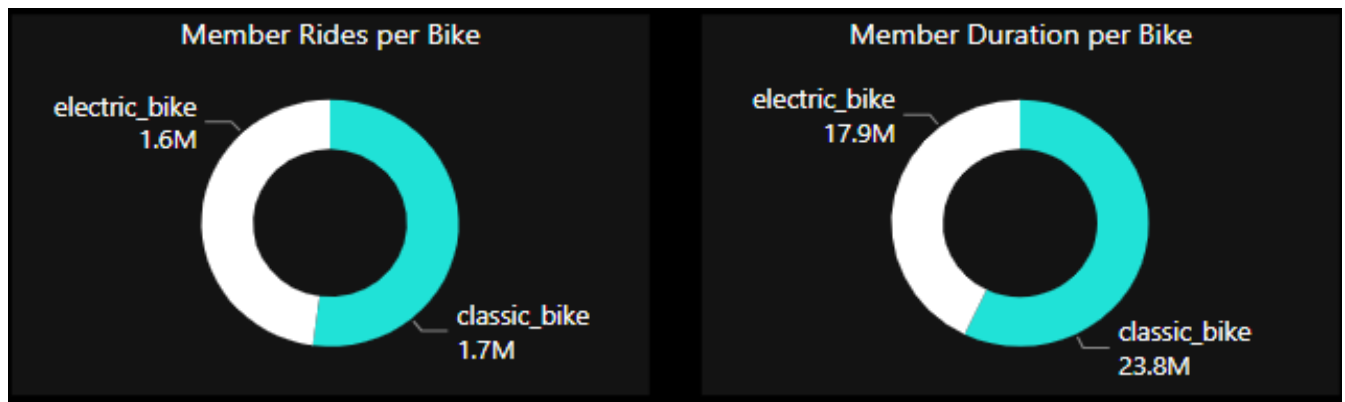 Member Rides per Bike
electric_bike
1.6M
classic_bike
1.7M
Member Duration per Bike
electric_bike
17.9M
classic_bike
23.8M